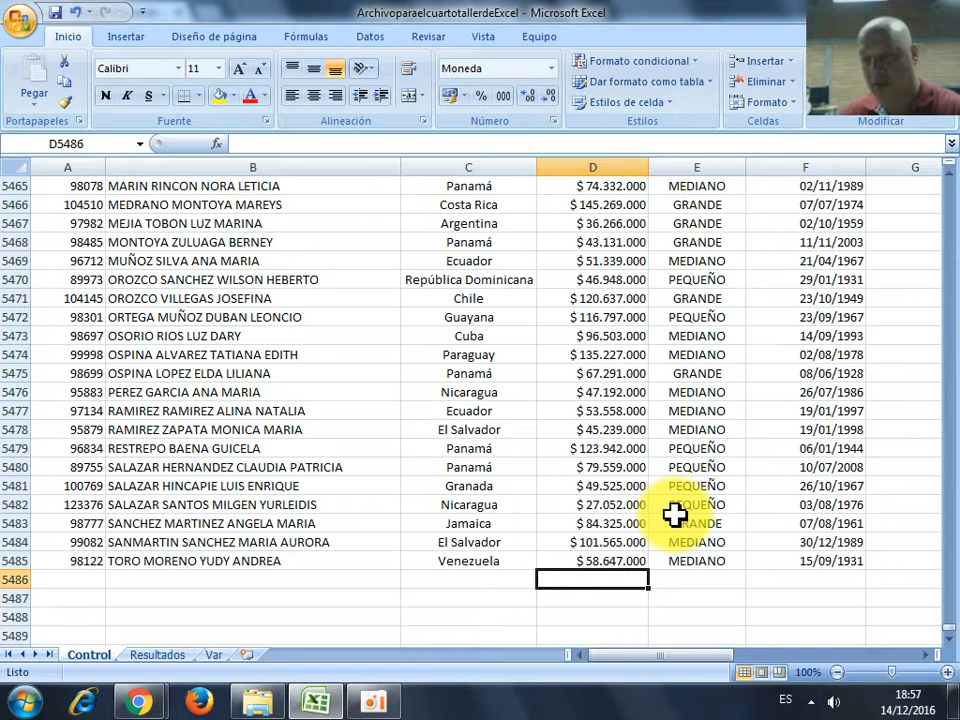 ArchivoparaelcuartotallerdeExcel - Microsoft Excel
Inicio Insertar Diseño de página Fórmulas Datos Revisar Vista Equipo
Pegar
Calibri 11
Moneda
Formato condicional
Dar formato como tabla
Estilos de celda
Insertar
Eliminar
Formato
N K S
% 000
Portapapeles Fuente Alineación Número Estilos Celdas Modificar
D5486 fx
A B C D E F G
5465 98078 MARIN RINCON NORA LETICIA Panamá $ 74.332.000 MEDIANO 02/11/1989
5466 104510 MEDRANO MONTOYA MAREYS Costa Rica $ 145.269.000 GRANDE 07/07/1974
5467 97982 MEJIA TOBON LUZ MARINA Argentina $ 36.266.000 GRANDE 02/10/1959
5468 98485 MONTOYA ZULUAGA BERNEY Panamá $ 43.131.000 GRANDE 11/11/2003
5469 96712 MUÑOZ SILVA ANA MARIA Ecuador $ 51.339.000 MEDIANO 21/04/1967
5470 89973 OROZCO SANCHEZ WILSON HEBERTO República Dominicana $ 46.948.000 PEQUEÑO 29/01/1931
5471 104145 OROZCO VILLEGAS JOSEFINA Chile $ 120.637.000 GRANDE 23/10/1949
5472 98301 ORTEGA MUÑOZ DUBAN LEONCIO Guayana $ 116.797.000 PEQUEÑO 23/09/1967
5473 98697 OSORIO RIOS LUZ DARY Cuba $ 96.503.000 MEDIANO 14/09/1993
5474 99998 OSPINA ALVAREZ TATIANA EDITH Paraguay $ 135.227.000 MEDIANO 02/08/1978
5475 98699 OSPINA LOPEZ ELDA LILIANA Panamá $ 67.291.000 GRANDE 08/06/1928
5476 95883 PEREZ GARCIA ANA MARIA Nicaragua $ 47.192.000 MEDIANO 26/07/1986
5477 97134 RAMIREZ RAMIREZ ALINA NATALIA Ecuador $ 53.558.000 MEDIANO 19/01/1997
5478 95879 RAMIREZ ZAPATA MONICA MARIA El Salvador $ 45.239.000 MEDIANO 19/01/1998
5479 96834 RESTREPO BAENA GUICELA Panamá $ 123.942.000 PEQUEÑO 06/01/1944
5480 89755 SALAZAR HERNANDEZ CLAUDIA PATRICIA Panamá $ 79.559.000 PEQUEÑO 10/07/2008
5481 100769 SALAZAR HINCAPIE LUIS ENRIQUE Granada $ 49.525.000 PEQUEÑO 26/10/1967
5482 123376 SALAZAR SANTOS MILGEN YURLEIDIS Nicaragua $ 27.052.000 PEQUEÑO 03/08/1976
5483 98777 SANCHEZ MARTINEZ ANGELA MARIA Jamaica $ 84.325.000 GRANDE 07/08/1961
5484 99082 SANMARTIN SANCHEZ MARIA AURORA El Salvador $ 101.565.000 MEDIANO 30/12/1989
5485 98122 TORO MORENO YUDY ANDREA Venezuela $ 58.647.000 MEDIANO 15/09/1931
5486
5487
5488
5489
Control Resultados Var
Listo 100%
ES 18:57
14/12/2016